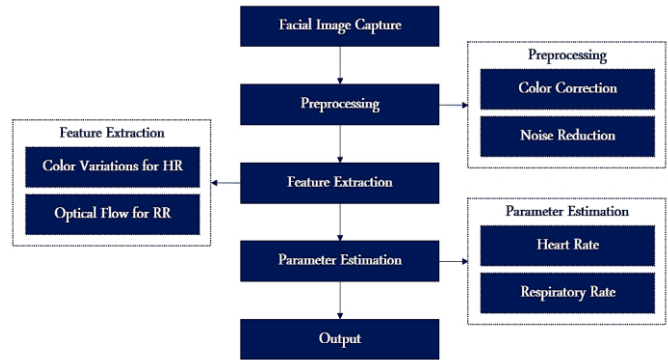 Facial Image Capture
Preprocessing
Preprocessing
Color Correction
Noise Reduction
Feature Extraction
Feature Extraction
Color Variations for HR
Optical Flow for RR
Parameter Estimation
Parameter Estimation
Heart Rate
Respiratory Rate
Output